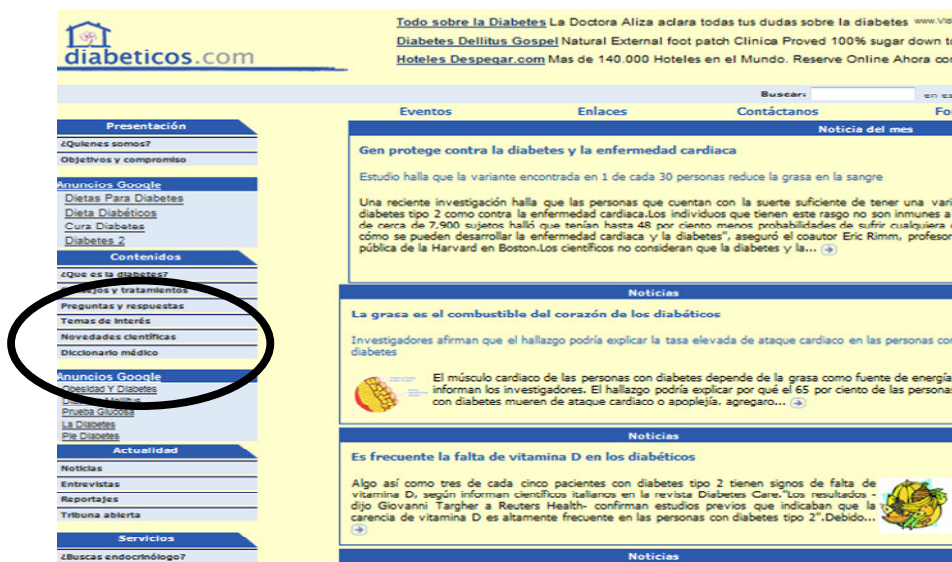 diabeticos.com
Todo sobre la Diabetes La Doctora Aliza aclara todas tus dudas sobre la diabetes
Diabetes Dellitus Gospel Natural External foot patch Clinica Proved 100% sugar down
Hoteles Despegar.com Mas de 140.000 Hoteles en el Mundo. Reserve Online Ahora
Buscar:
Eventos Enlaces Contáctanos
Presentación
¿Quienes somos?
Objetivos y compromiso
Anuncios Google
Dietas Para Diabetes
Dieta Diabéticos
Cura Diabetes
Diabetes 2
Contenidos
¿Que es la diabetes?
y tratamientos
Preguntas y respuestas
Temas de Interés
Novedades científicas
Diccionario médico
Anuncios Google
Obesidad Y Diabetes
Prueba Glucosa
La Diabetes
Pie Diabetes
Actualidad
Noticias
Entrevistas
Reportajes
Tribuna abierta
Servicios
¿Buscas endocrinólogo?
Noticia del mes
Gen protege contra la diabetes y la enfermedad cardiaca
Estudio halla que la variante encontrada en 1 de cada 30 personas reduce la grasa en la sangre
Una reciente investigación halla que las personas que cuentan con la suerte suficiente de tener una
diabetes tipo 2 como contra la enfermedad cardiaca.Los individuos que tienen este rasgo no son inmunes a
de cerca de 7,900 sujetos halló que tenían hasta 48 por ciento menos probabilidades de sufrir cualquiera
cómo se pueden desarrollar la enfermedad cardiaca y la diabetes", aseguró el coautor Eric Rimm, profesor
pública de la Harvard en Boston.Los científicos no consideran que la diabetes y la...
Noticias
La grasa es el combustible del corazón de los diabéticos
Investigadores afirman que el hallazgo podría explicar la tasa elevada de ataque cardiaco en las personas con
diabetes
El músculo cardiaco de las personas con diabetes depende de la grasa como fuente de energía
informan los investigadores. El hallazgo podría explicar por qué el 65 por ciento de las personas
con diabetes mueren de ataque cardiaco o apoplejía. agregaro...
Noticias
Es frecuente la falta de vitamina D en los diabéticos
Algo así como tres de cada cinco pacientes con diabetes tipo 2 tienen signos de falta de
vitamina D, según informan científicos italianos en la revista Diabetes Care."Los resultados -
dijo Giovanni Targher a Reuters Health- confirman estudios previos que indicaban que la
carencia de vitamina D es altamente frecuente en las personas con diabetes tipo 2".Debido...
Noticias